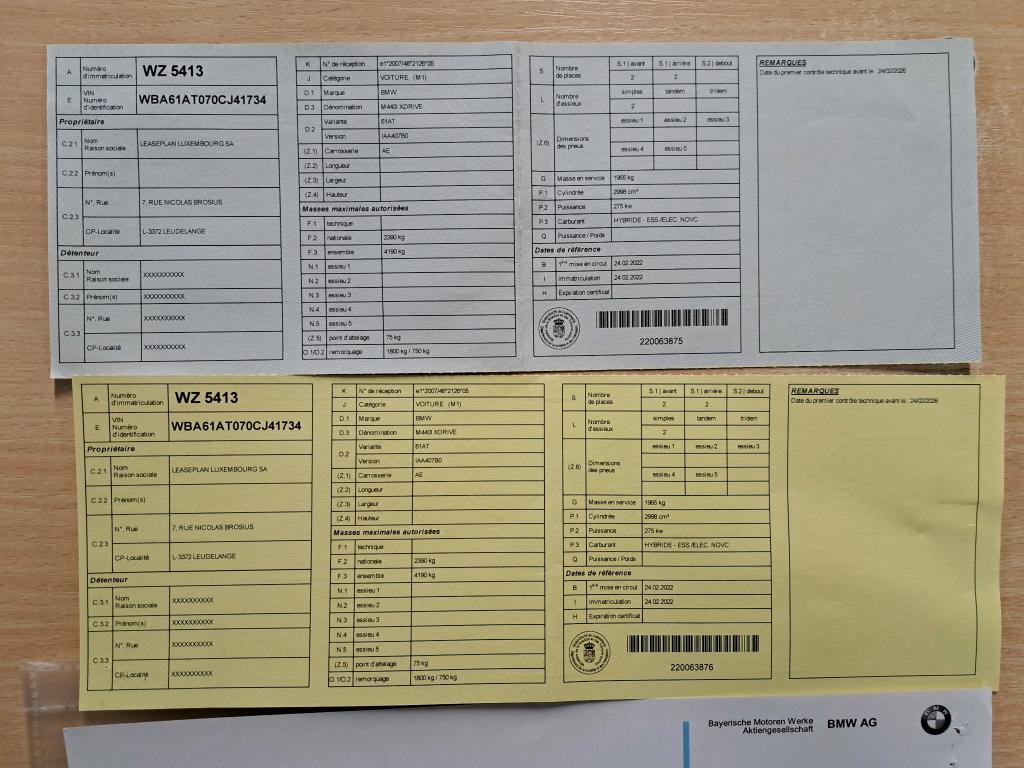 A Numéro d'immatriculation WZ 5413
E VIN Numéro d'identification WBA61AT070CJ41734
Propriétaire
C.2.1 Nom Raison sociale LEASEPLAN LUXEMBOURG SA
C.2.2 Prénom(s)
C.2.3 N°, Rue 7, RUE NICOLAS BROSIUS
CP-Localité L-3372 LEUDELANGE
Détenteur
C.3.1 Nom Raison sociale XXXXXXXXXX
C.3.2 Prénom(s) XXXXXXXXXX
C.3.3 N°, Rue XXXXXXXXXX
CP-Localité XXXXXXXXXX
K N° de réception e1*2007/46*2126*05
J Catégorie VOITURE (M1)
D.1 Marque BMW
D.3 Dénomination M440I XDRIVE
D.2 Variante 61AT
Version IAA407B0
(Z.1) Carrosserie AE
(Z.2) Longueur
(Z.3) Largeur
(Z.4) Hauteur
Masses maximales autorisées
F.1 technique
F.2 nationale 2390 kg
F.3 ensemble 4190 kg
N.1 essieu 1
N.2 essieu 2
N.3 essieu 3
N.4 essieu 4
N.5 essieu 5
(Z.5) point d'attelage 75 kg
O.1/O.2 remorquage 1800 kg / 750 kg
S Nombre de places S.1 | avant S.1 | arrière S.2 | debout
2 2
L Nombre d'essieux simples tandem tridem
2
(Z.6) Dimensions des pneus essieu 1 essieu 2 essieu 3
essieu 4 essieu 5
G Masse en service 1965 kg
P.1 Cylindrée 2998 cm³
P.2 Puissance 275 kw
P.3 Carburant HYBRIDE - ESS./ELEC. NOVC
Q Puissance / Poids
Dates de référence
B 1ère mise en circul. 24.02.2022
I Immatriculation 24.02.2022
H Expiration certificat
220063875
REMARQUES
Date du premier contrôle technique avant le : 24/02/2026
A Numéro d'immatriculation WZ 5413
E VIN Numéro d'identification WBA61AT070CJ41734
Propriétaire
C.2.1 Nom Raison sociale LEASEPLAN LUXEMBOURG SA
C.2.2 Prénom(s)
C.2.3 N°, Rue 7, RUE NICOLAS BROSIUS
CP-Localité L-3372 LEUDELANGE
Détenteur
C.3.1 Nom Raison sociale XXXXXXXXXX
C.3.2 Prénom(s) XXXXXXXXXX
C.3.3 N°, Rue XXXXXXXXXX
CP-Localité XXXXXXXXXX
K N° de réception e1*2007/46*2126*05
J Catégorie VOITURE (M1)
D.1 Marque BMW
D.3 Dénomination M440I XDRIVE
D.2 Variante 61AT
Version IAA407B0
(Z.1) Carrosserie AE
(Z.2) Longueur
(Z.3) Largeur
(Z.4) Hauteur
Masses maximales autorisées
F.1 technique
F.2 nationale 2390 kg
F.3 ensemble 4190 kg
N.1 essieu 1
N.2 essieu 2
N.3 essieu 3
N.4 essieu 4
N.5 essieu 5
(Z.5) point d'attelage 75 kg
O.1/O.2 remorquage 1800 kg / 750 kg
S Nombre de places S.1 | avant S.1 | arrière S.2 | debout
2 2
L Nombre d'essieux simples tandem tridem
2
(Z.6) Dimensions des pneus essieu 1 essieu 2 essieu 3
essieu 4 essieu 5
G Masse en service 1965 kg
P.1 Cylindrée 2998 cm³
P.2 Puissance 275 kw
P.3 Carburant HYBRIDE - ESS./ELEC. NOVC
Q Puissance / Poids
Dates de référence
B 1ère mise en circul. 24.02.2022
I Immatriculation 24.02.2022
H Expiration certificat
220063876
REMARQUES
Date du premier contrôle technique avant le : 24/02/2026
Bayerische Motoren Werke
Aktiengesellschaft
BMW AG